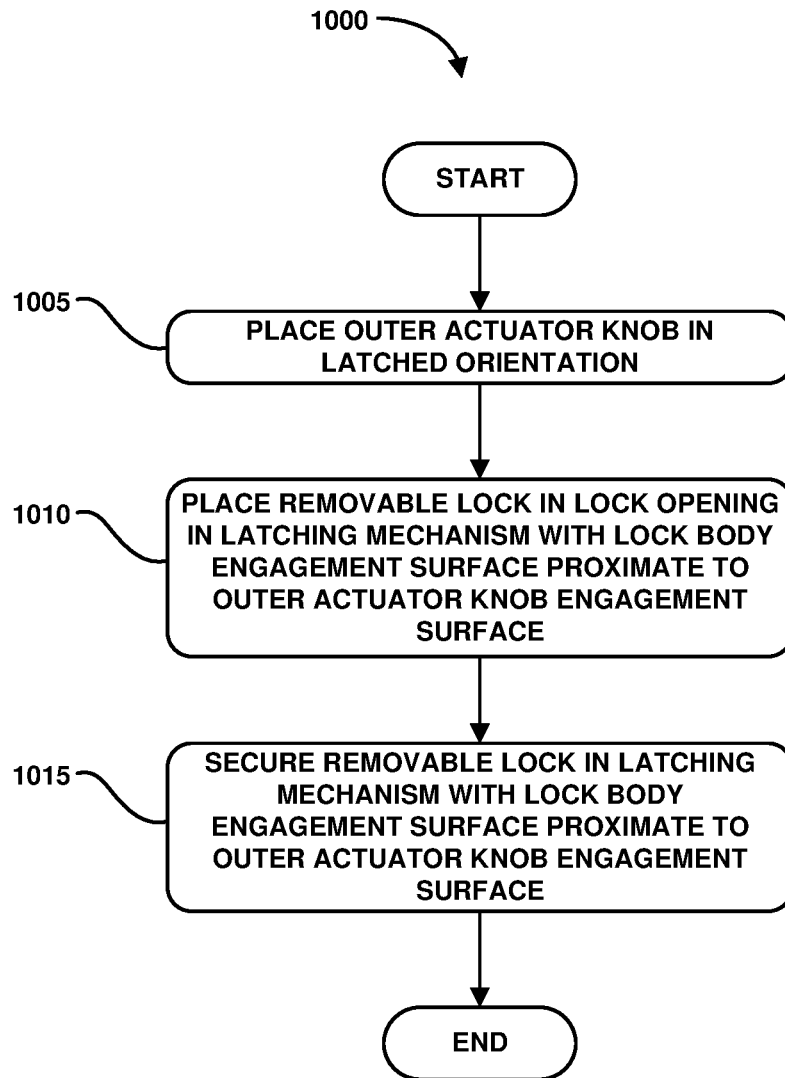 1000
START
1005
PLACE OUTER ACTUATOR KNOB IN
LATCHED ORIENTATION
1010
PLACE REMOVABLE LOCK IN LOCK OPENING
IN LATCHING MECHANISM WITH LOCK BODY
ENGAGEMENT SURFACE PROXIMATE TO
OUTER ACTUATOR KNOB ENGAGEMENT
SURFACE
1015
SECURE REMOVABLE LOCK IN LATCHING
MECHANISM WITH LOCK BODY
ENGAGEMENT SURFACE PROXIMATE TO
OUTER ACTUATOR KNOB ENGAGEMENT
SURFACE
END